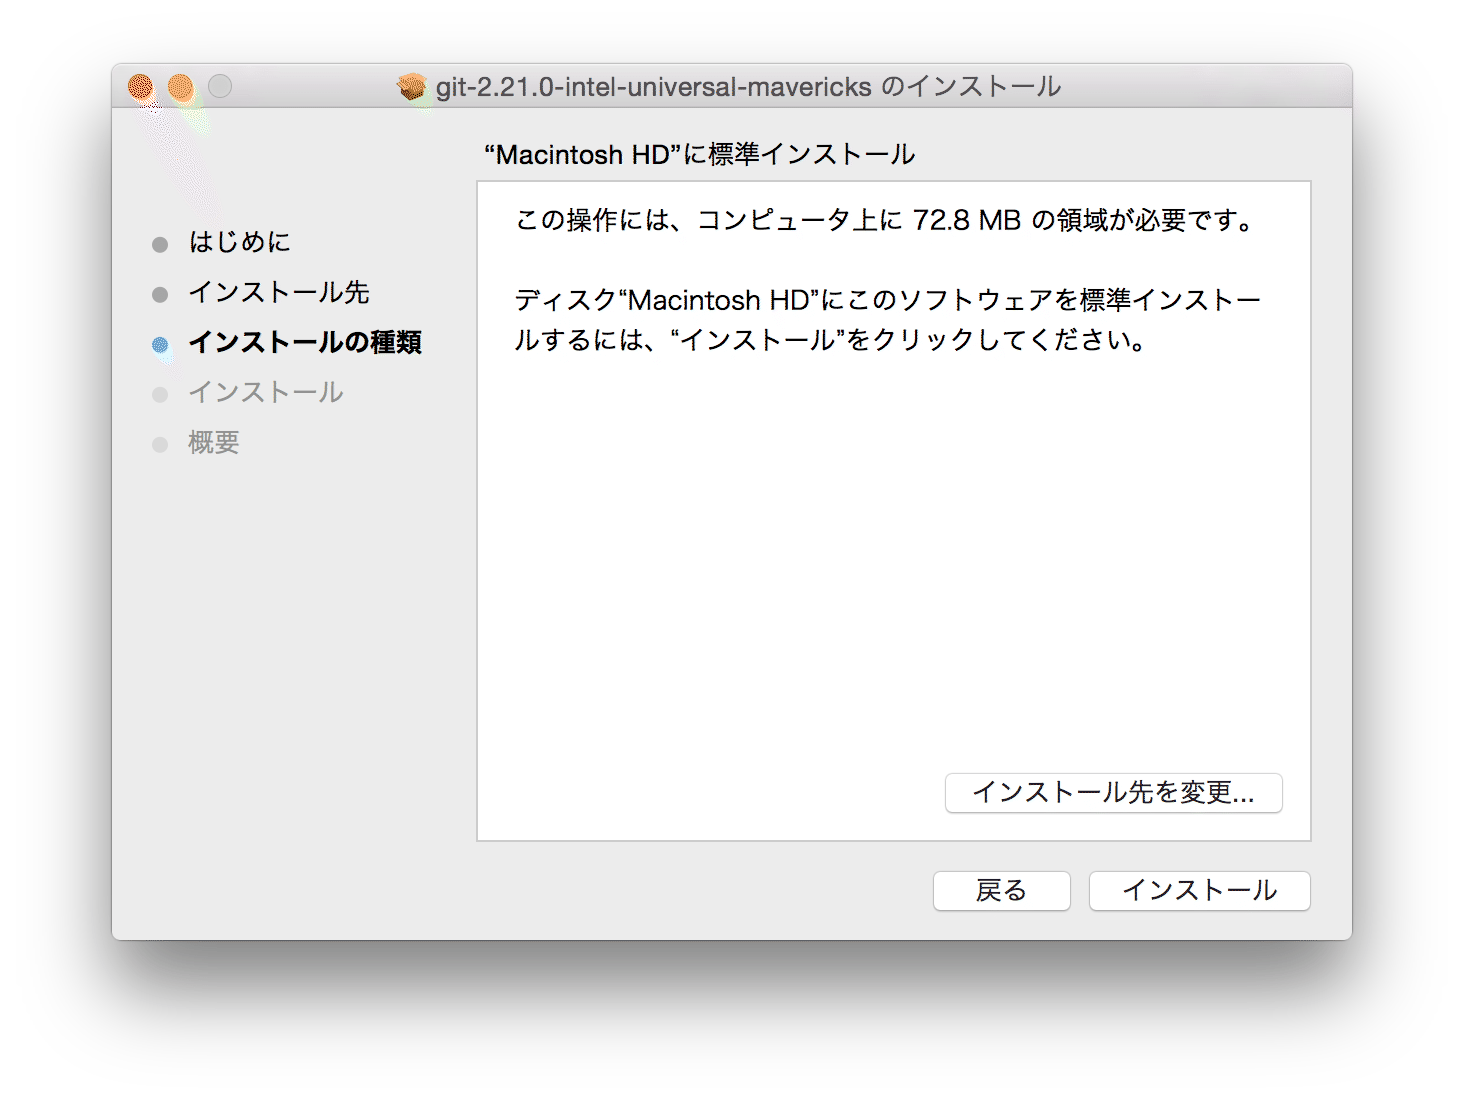 git-2.21.0-intel-universal-mavericks のインストール
“Macintosh HD”に標準インストール
はじめに
インストール先
インストールの種類
インストール
概要
この操作には、コンピュータ上に 72.8 MB の領域が必要です。
ディスク“Macintosh HD”にこのソフトウェアを標準インストー
ルするには、“インストール”をクリックしてください。
インストール先を変更...
戻る
インストール